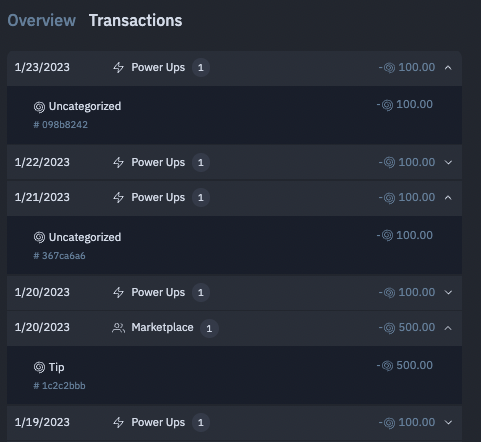 Overview Transactions
1/23/2023 Power Ups 1 -100.00
Uncategorized -100.00
# 098b8242
1/22/2023 Power Ups 1 -100.00
1/21/2023 Power Ups 1 -100.00
Uncategorized -100.00
# 367ca6a6
1/20/2023 Power Ups 1 -100.00
1/20/2023 Marketplace 1 -500.00
Tip -500.00
# 1c2c2bbb
1/19/2023 Power Ups 1 -100.00